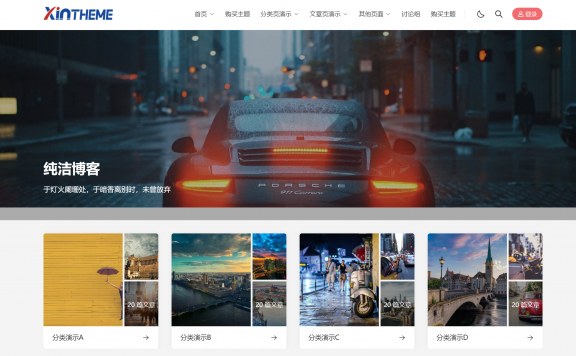 XinTHEME
首页 购买主题 分类页演示 文章页演示 其他页面 讨论组 购买主题 登录
纯洁博客
于灯火阑珊处，于暗香离别时，未曾放弃
PORSCHE
911 Carrera
20 篇文章 20 篇文章 20 篇文章 20 篇文章
分类演示A 分类演示B 分类演示C 分类演示D